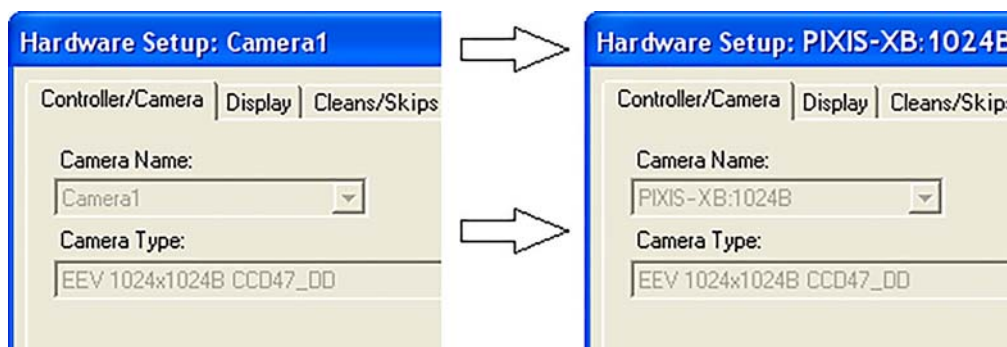 Hardware Setup: Camera1
Controller/Camera Display Cleans/Skips
Camera Name:
Camera1
Camera Type:
EEV 1024x1024B CCD47_DD
Hardware Setup: PIXIS-XB:1024B
Controller/Camera Display Cleans/Skip
Camera Name:
PIXIS-XB:1024B
Camera Type:
EEV 1024x1024B CCD47_DD